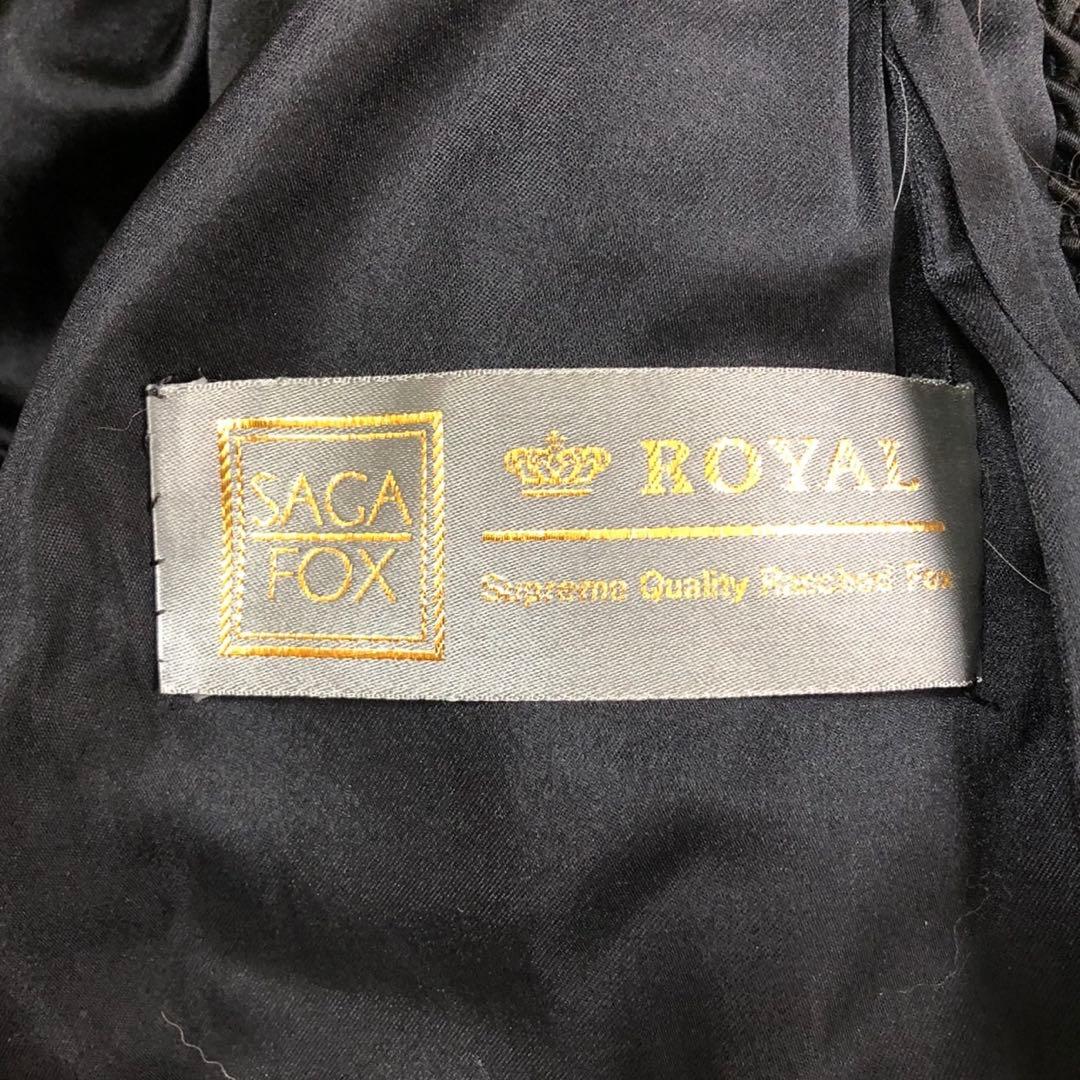 SAGA
FOX
ROYAL
Supreme Quality Ranched Fox